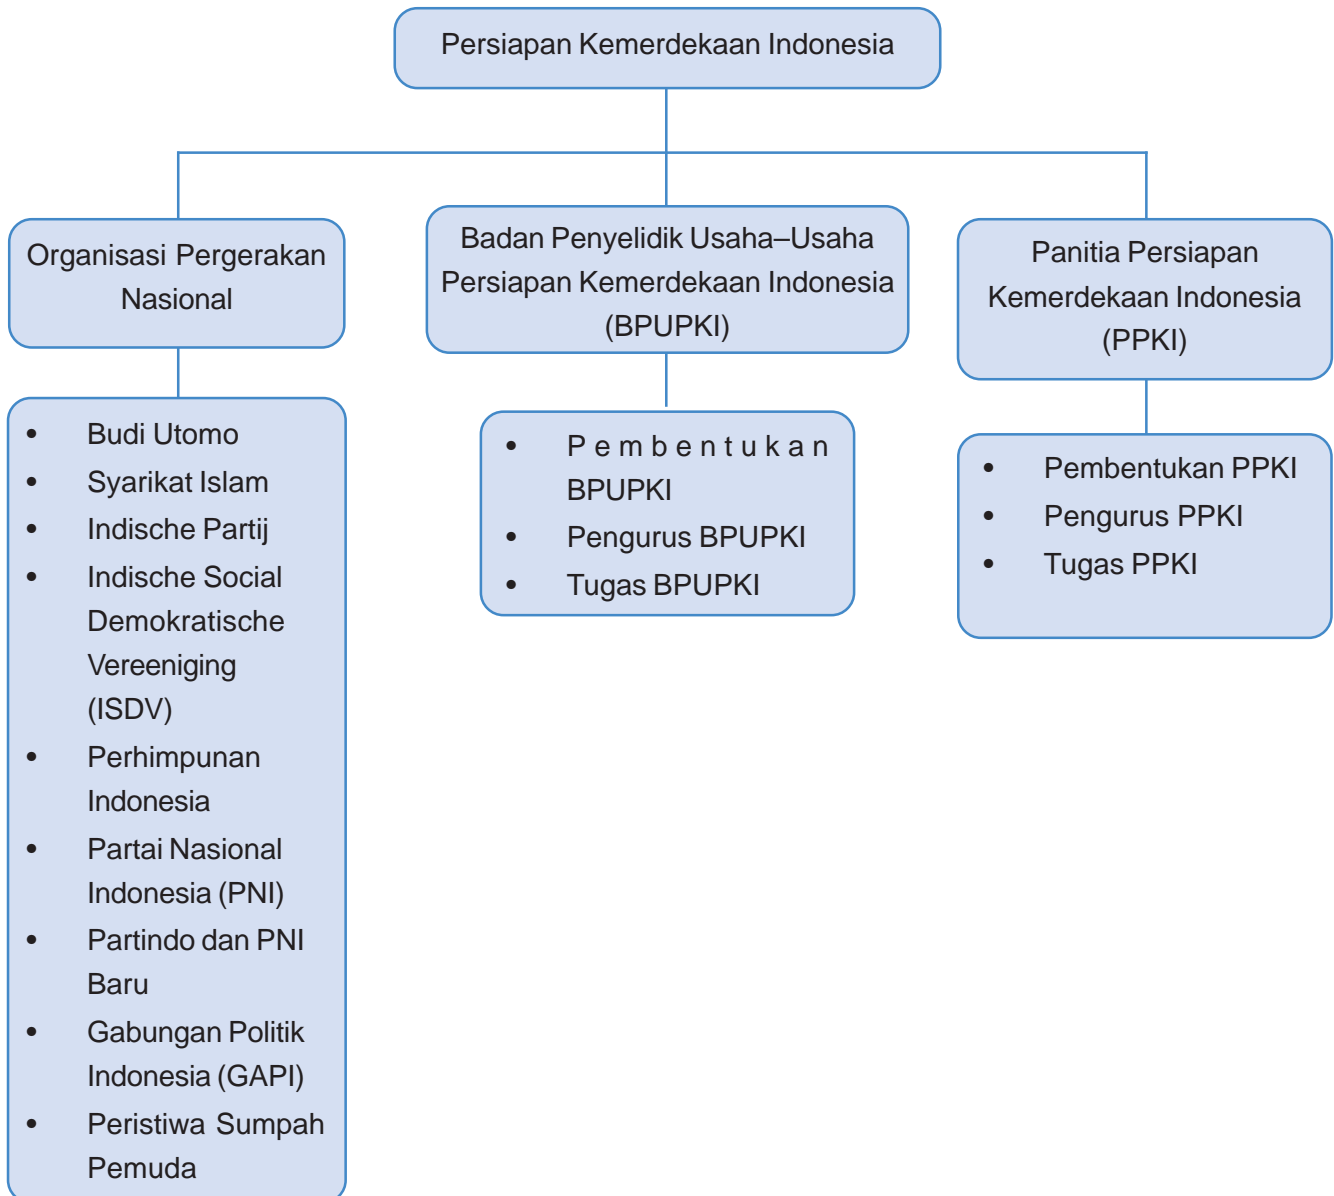 Persiapan Kemerdekaan Indonesia
Organisasi Pergerakan
Nasional
• Budi Utomo
• Syarikat Islam
• Indische Partij
• Indische Social
Demokratische
Vereeniging
(ISDV)
• Perhimpunan
Indonesia
• Partai Nasional
Indonesia (PNI)
• Partindo dan PNI
Baru
• Gabungan Politik
Indonesia (GAPI)
• Peristiwa Sumpah
Pemuda
Badan Penyelidik Usaha–Usaha
Persiapan Kemerdekaan Indonesia
(BPUPKI)
• Pembentukan
BPUPKI
• Pengurus BPUPKI
• Tugas BPUPKI
Panitia Persiapan
Kemerdekaan Indonesia
(PPKI)
• Pembentukan PPKI
• Pengurus PPKI
• Tugas PPKI